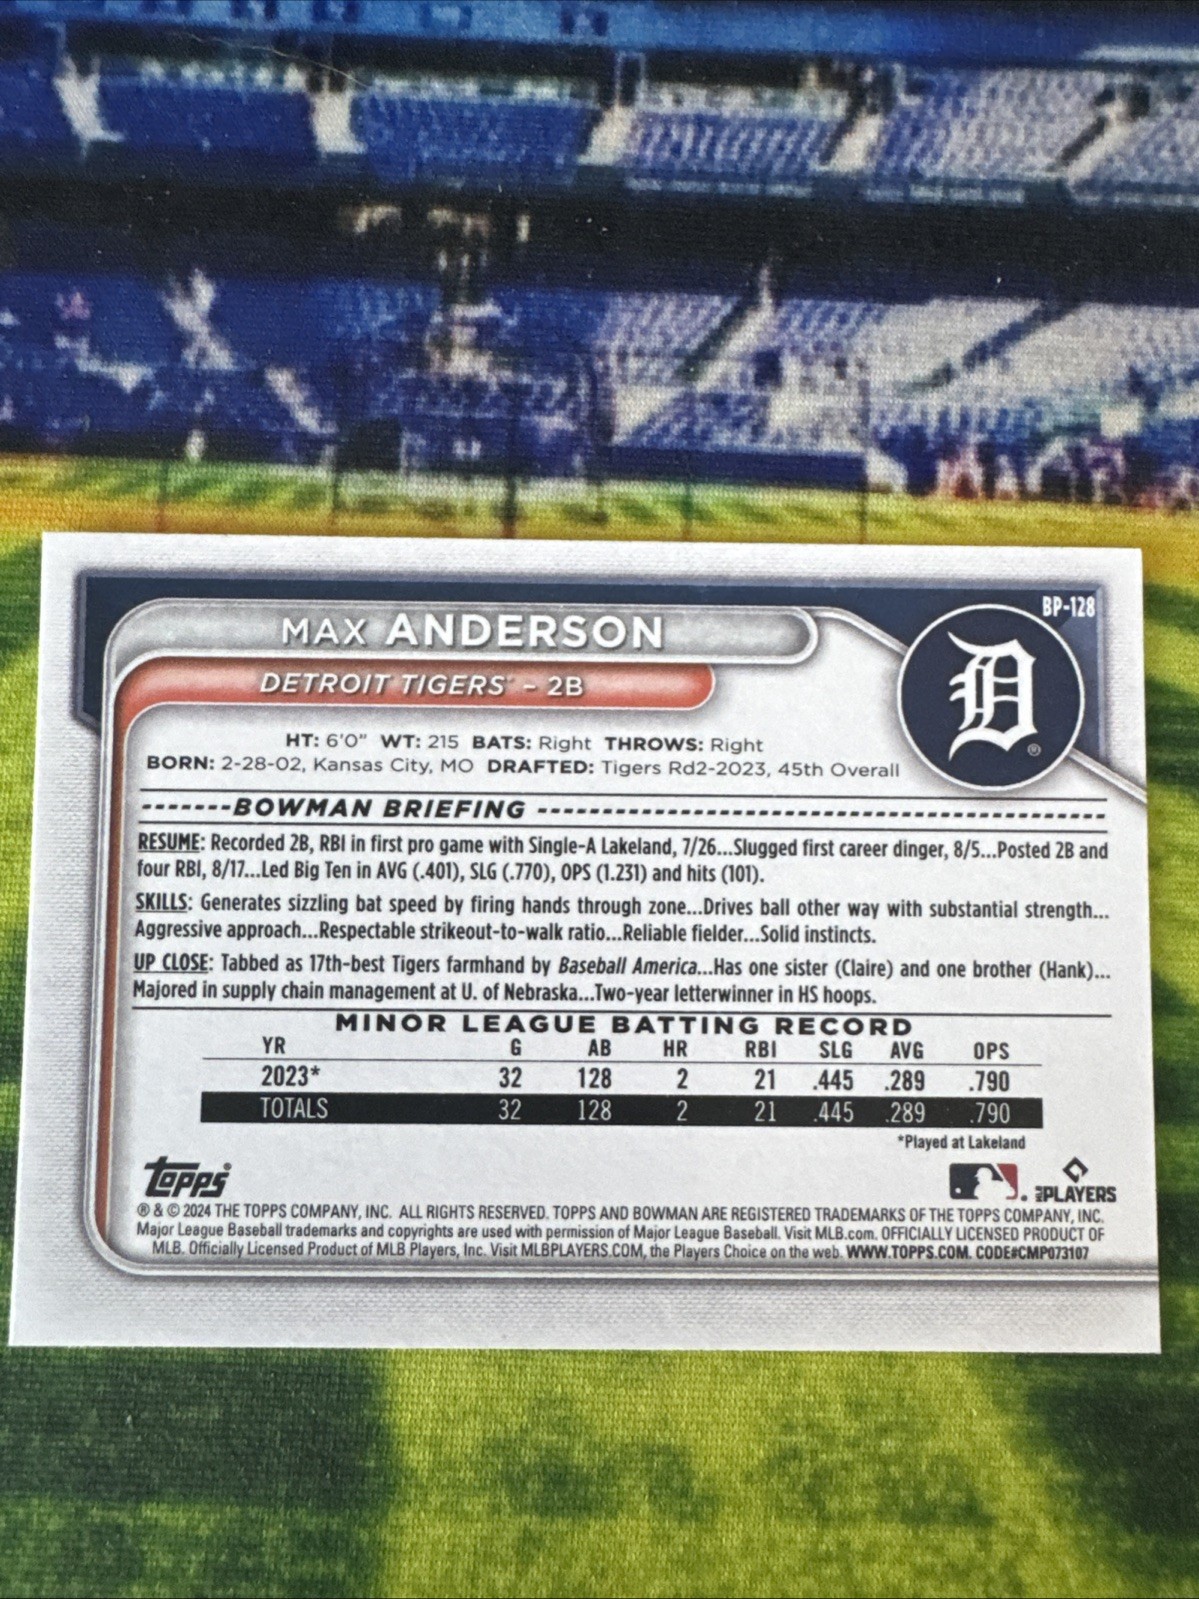 BP-128
MAX ANDERSON
DETROIT TIGERS - 2B
D
®
HT: 6'0" WT: 215 BATS: Right THROWS: Right
BORN: 2-28-02, Kansas City, MO DRAFTED: Tigers Rd2-2023, 45th Overall
-------BOWMAN BRIEFING -------
RESUME: Recorded 2B, RBI in first pro game with Single-A Lakeland, 7/26...Slugged first career dinger, 8/5...Posted 2B and
four RBI, 8/17...Led Big Ten in AVG (.401), SLG (.770), OPS (1.231) and hits (101).
SKILLS: Generates sizzling bat speed by firing hands through zone...Drives ball other way with substantial strength...
Aggressive approach...Respectable strikeout-to-walk ratio...Reliable fielder...Solid instincts.
UP CLOSE: Tabbed as 17th-best Tigers farmhand by Baseball America...Has one sister (Claire) and one brother (Hank)...
Majored in supply chain management at U. of Nebraska...Two-year letterwinner in HS hoops.
MINOR LEAGUE BATTING RECORD
YR G AB HR RBI SLG AVG OPS
2023* 32 128 2 21 .445 .289 .790
TOTALS 32 128 2 21 .445 .289 .790
*Played at Lakeland
topps®
PLAYERS
® & © 2024 THE TOPPS COMPANY, INC. ALL RIGHTS RESERVED. TOPPS AND BOWMAN ARE REGISTERED TRADEMARKS OF THE TOPPS COMPANY, INC.
Major League Baseball trademarks and copyrights are used with permission of Major League Baseball. Visit MLB.com. OFFICIALLY LICENSED PRODUCT OF
MLB. Officially Licensed Product of MLB Players, Inc. Visit MLBPLAYERS.COM, the Players Choice on the web. WWW.TOPPS.COM. CODE#CMP073107